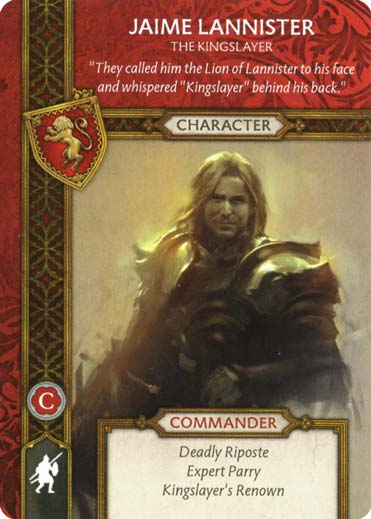 JAIME LANNISTER
THE KINGSLAYER
"They called him the Lion of Lannister to his face
and whispered "Kingslayer" behind his back."
CHARACTER
C
COMMANDER
Deadly Riposte
Expert Parry
Kingslayer's Renown